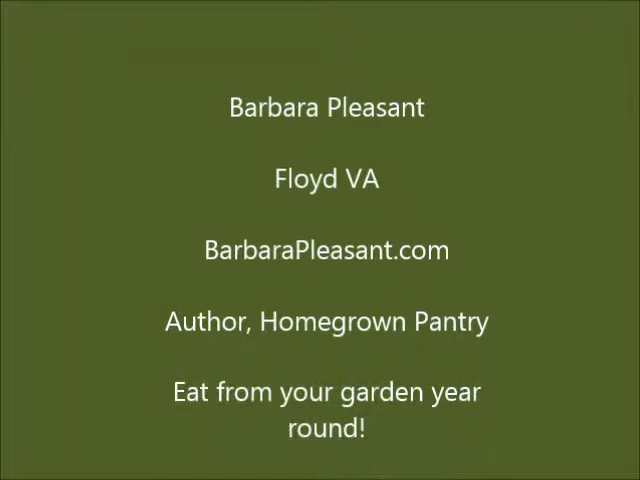 Barbara Pleasant
Floyd VA
BarbaraPleasant.com
Author, Homegrown Pantry
Eat from your garden year
round!